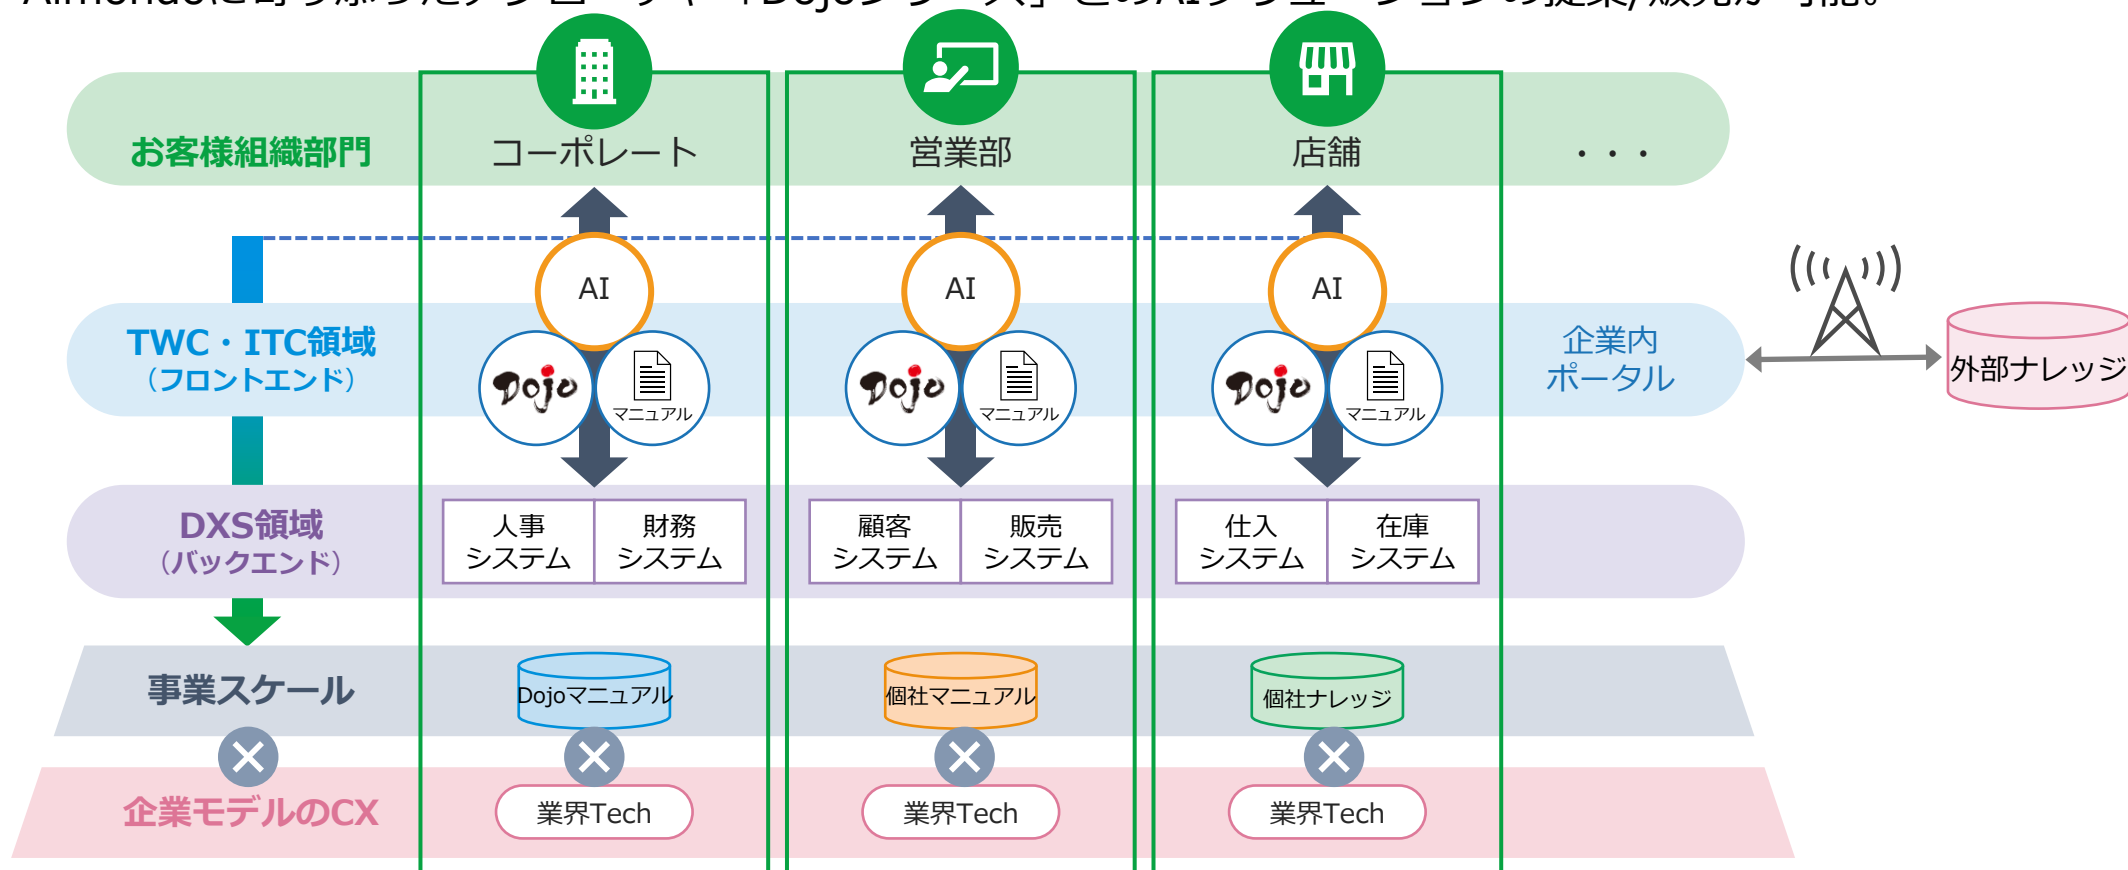 お客様組織部門
コーポレート
営業部
店舗
・・・
AI
AI
AI
TWC・ITC領域
（フロントエンド）
Dojo
マニュアル
Dojo
マニュアル
Dojo
マニュアル
企業内
ポータル
外部ナレッジ
DXS領域
（バックエンド）
人事
システム
財務
システム
顧客
システム
販売
システム
仕入
システム
在庫
システム
事業スケール
Dojoマニュアル
個社マニュアル
個社ナレッジ
企業モデルのCX
業界Tech
業界Tech
業界Tech